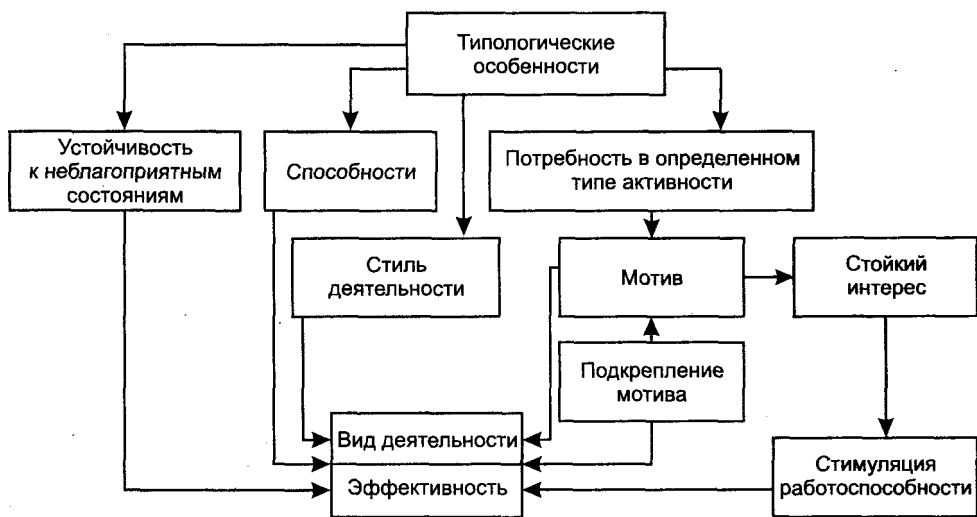 Типологические
особенности
Устойчивость
к неблагоприятным
состояниям
Способности
Потребность в определенном
типе активности
Стиль
деятельности
Мотив
Стойкий
интерес
Подкрепление
мотива
Вид деятельности
Эффективность
Стимуляция
работоспособности